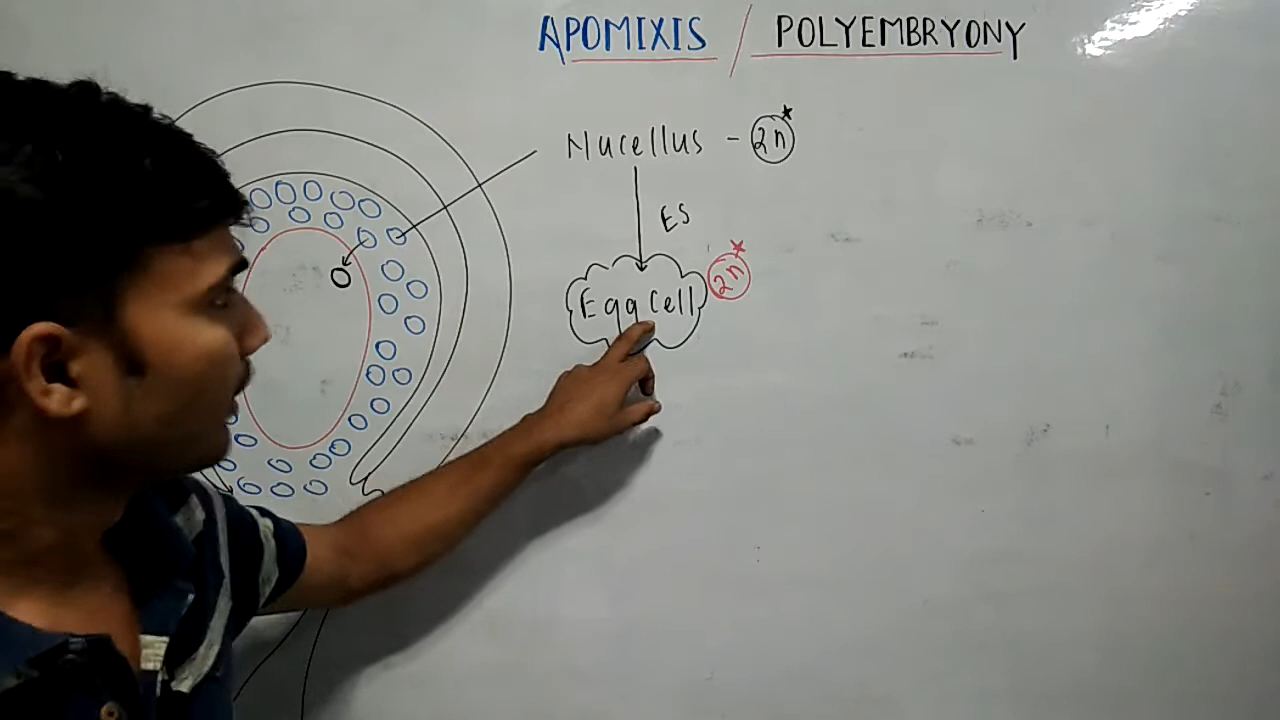 APOMIXIS / POLYEMBRYONY
Nucellus - 2n*
ES
Egg Cell 2n*